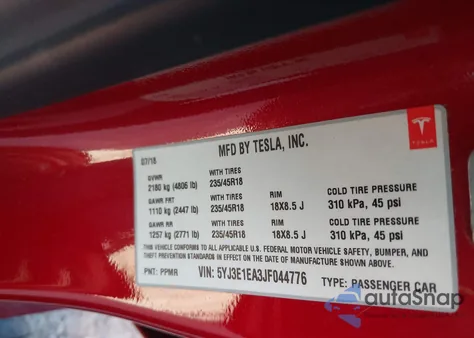 MFD BY TESLA, INC.
TESLA
07/18
GVWR WITH TIRES
2180 kg (4806 lb) 235/45R18
GAWR FRT WITH TIRES RIM COLD TIRE PRESSURE
1110 kg (2447 lb) 235/45R18 18X8.5 J 310 kPa, 45 psi
GAWR RR WITH TIRES RIM COLD TIRE PRESSURE
1257 kg (2771 lb) 235/45R18 18X8.5 J 310 kPa, 45 psi
THIS VEHICLE CONFORMS TO ALL APPLICABLE U.S. FEDERAL MOTOR VEHICLE SAFETY, BUMPER, AND
THEFT PREVENTION STANDARDS IN EFFECT ON THE DATE OF MANUFACTURE SHOWN ABOVE.
PNT: PPMR VIN: 5YJ3E1EA3JF044776 TYPE: PASSENGER CAR
autoSnap